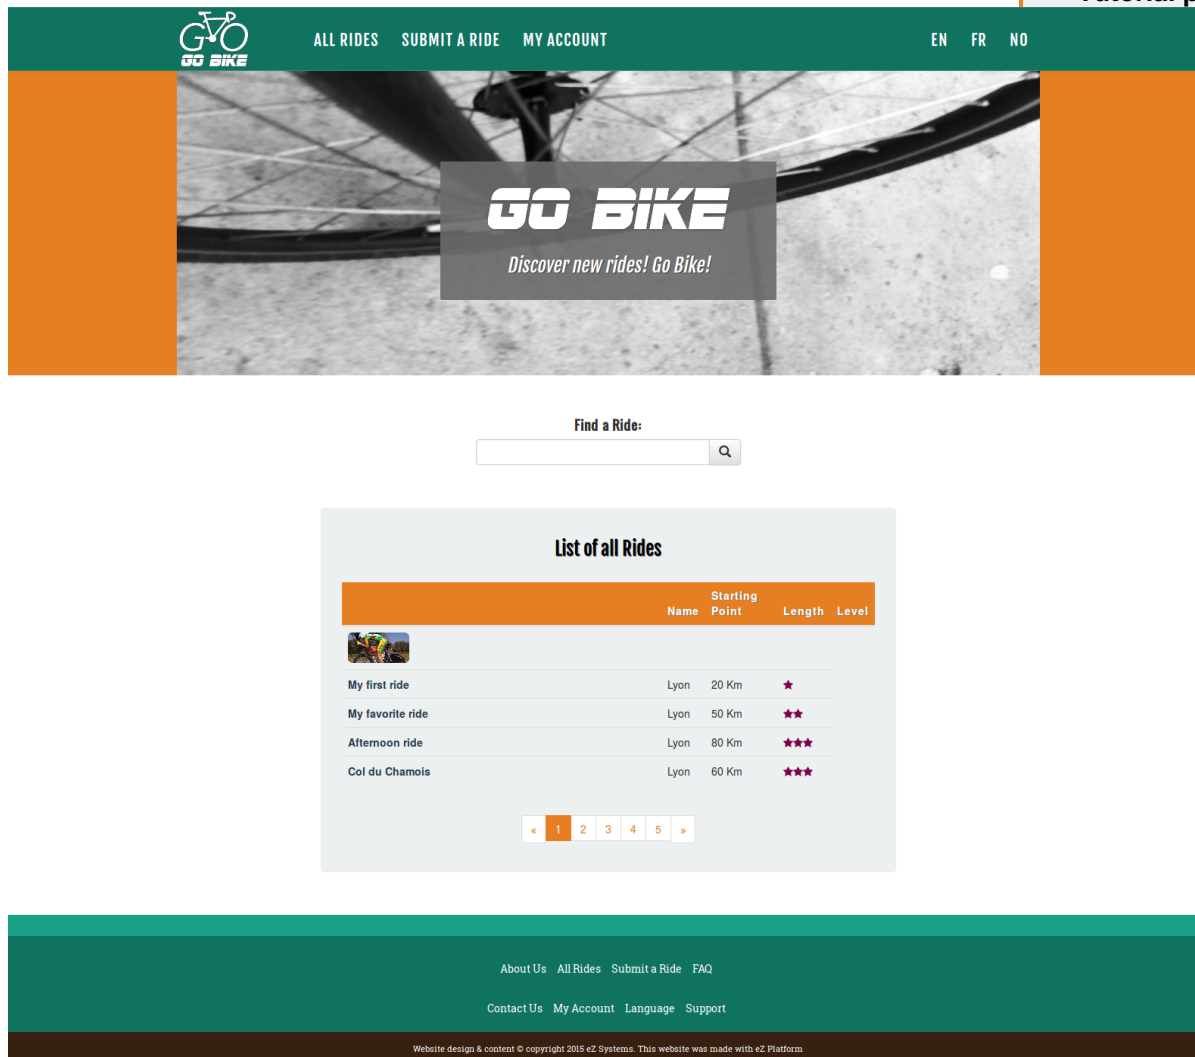 Tutorial p
GO BIKE
ALL RIDES SUBMIT A RIDE MY ACCOUNT EN FR NO
GO BIKE
Discover new rides! Go Bike!
Find a Ride:
List of all Rides
Name Starting Point Length Level
My first ride Lyon 20 Km ★
My favorite ride Lyon 50 Km ★★
Afternoon ride Lyon 80 Km ★★★
Col du Chamois Lyon 60 Km ★★★
« 1 2 3 4 5 »
About Us All Rides Submit a Ride FAQ
Contact Us My Account Language Support
Website design & content © copyright 2015 eZ Systems. This website was made with eZ Platform